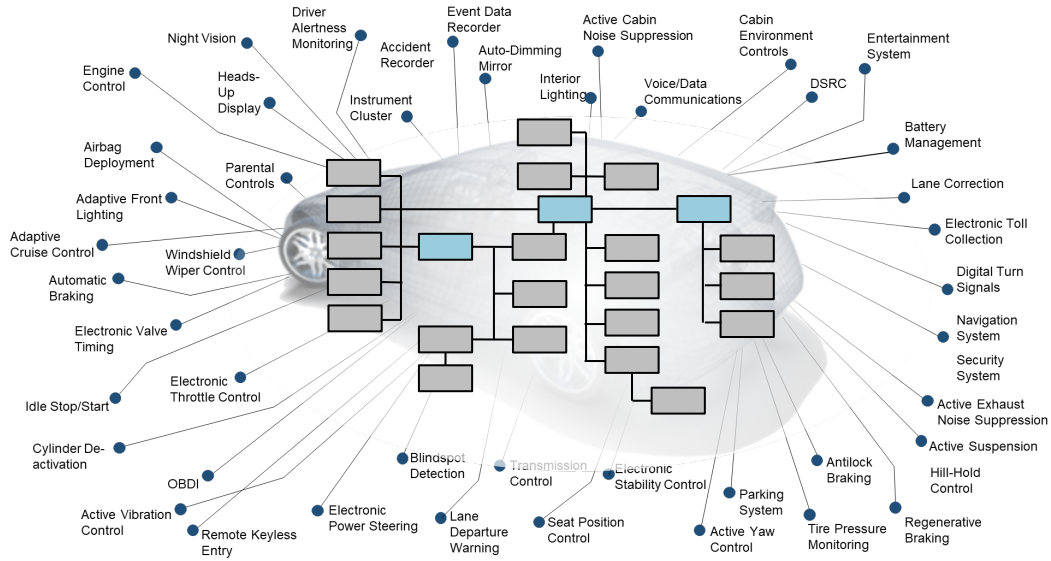 Driver
Alertness
Monitoring
Event Data
Recorder
Active Cabin
Noise Suppression
Cabin
Environment
Controls
Entertainment
System
Night Vision
Accident
Recorder
Auto-Dimming
Mirror
Engine
Control
Heads-
Up
Display
Interior
Lighting
Voice/Data
Communications
DSRC
Instrument
Cluster
Battery
Management
Airbag
Deployment
Parental
Controls
Lane Correction
Adaptive Front
Lighting
Electronic Toll
Collection
Adaptive
Cruise Control
Windshield
Wiper Control
Digital Turn
Signals
Automatic
Braking
Navigation
System
Electronic Valve
Timing
Security
System
Electronic
Throttle Control
Idle Stop/Start
Active Exhaust
Noise Suppression
Cylinder De-
activation
Active Suspension
Blindspot
Detection
Transmission
Control
Electronic
Stability Control
Antilock
Braking
Hill-Hold
Control
OBDI
Parking
System
Active Vibration
Control
Electronic
Power Steering
Lane
Departure
Warning
Seat Position
Control
Active Yaw
Control
Tire Pressure
Monitoring
Regenerative
Braking
Remote Keyless
Entry